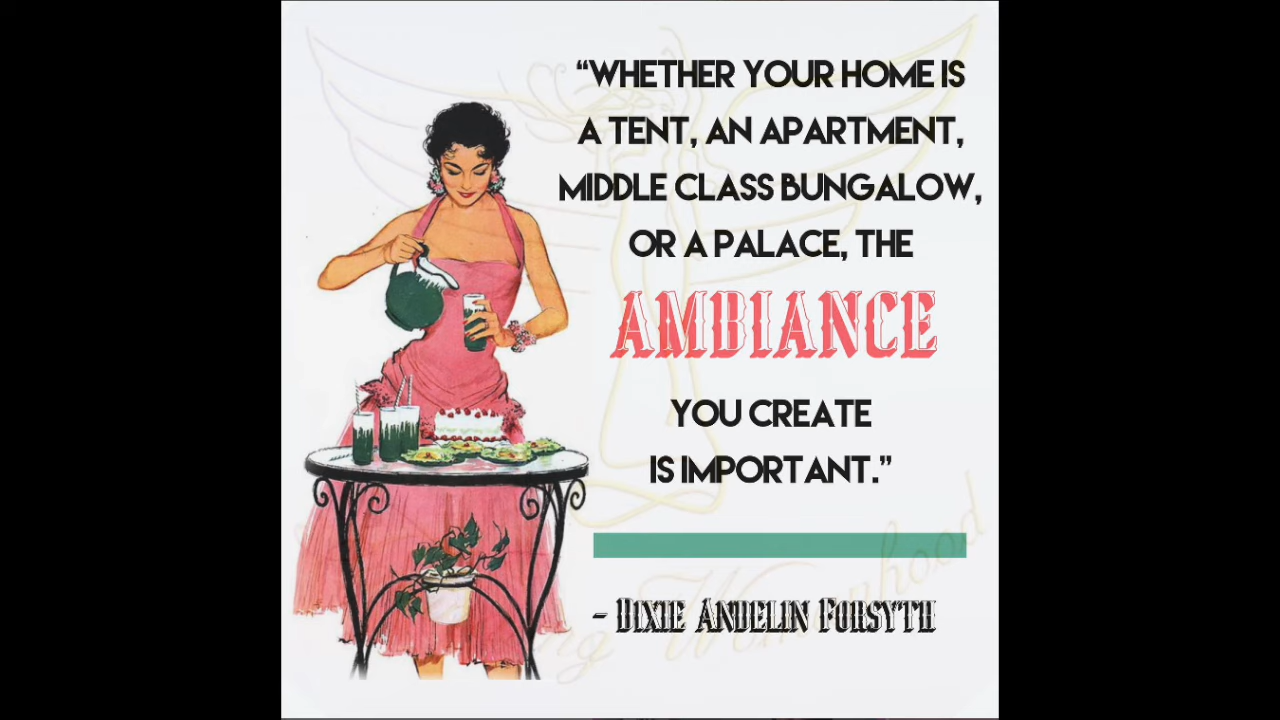 “WHETHER YOUR HOME IS
A TENT, AN APARTMENT,
MIDDLE CLASS BUNGALOW,
OR A PALACE, THE
AMBIANCE
YOU CREATE
IS IMPORTANT.”
- DIXIE ANDELIN FORSYTH
Womanhood